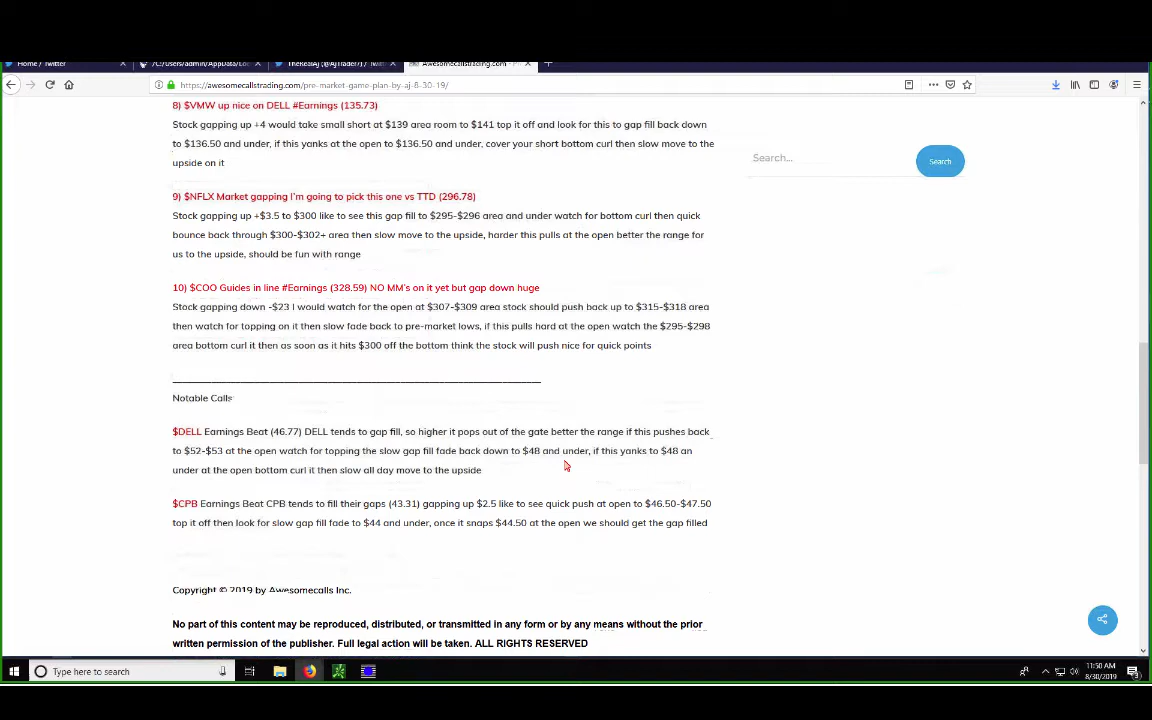 Home / Twitter
/C:/Users/admin/AppData/Loc
TheRealAJ (@AjTrader7) / Twitt
Awesomecallstrading.com - Pr
https://awesomecallstrading.com/pre-market-game-plan-by-aj-8-30-19/
8) $VMW up nice on DELL #Earnings (135.73)
Stock gapping up +4 would take small short at $139 area room to $141 top it off and look for this to gap fill back down
to $136.50 and under, if this yanks at the open to $136.50 and under, cover your short bottom curl then slow move to the
upside on it
Search...
Search
9) $NFLX Market gapping I'm going to pick this one vs TTD (296.78)
Stock gapping up +$3.5 to $300 like to see this gap fill to $295-$296 area and under watch for bottom curl then quick
bounce back through $300-$302+ area then slow move to the upside, harder this pulls at the open better the range for
us to the upside, should be fun with range
10) $COO Guides in line #Earnings (328.59) NO MM's on it yet but gap down huge
Stock gapping down -$23 I would watch for the open at $307-$309 area stock should push back up to $315-$318 area
then watch for topping on it then slow fade back to pre-market lows, if this pulls hard at the open watch the $295-$298
area bottom curl it then as soon as it hits $300 off the bottom think the stock will push nice for quick points
Notable Calls
$DELL Earnings Beat (46.77) DELL tends to gap fill, so higher it pops out of the gate better the range if this pushes back
to $52-$53 at the open watch for topping the slow gap fill fade back down to $48 and under, if this yanks to $48 an
under at the open bottom curl it then slow all day move to the upside
$CPB Earnings Beat CPB tends to fill their gaps (43.31) gapping up $2.5 like to see quick push at open to $46.50-$47.50
top it off then look for slow gap fill fade to $44 and under, once it snaps $44.50 at the open we should get the gap filled
Copyright © 2019 by Awesomecalls Inc.
No part of this content may be reproduced, distributed, or transmitted in any form or by any means without the prior
written permission of the publisher. Full legal action will be taken. ALL RIGHTS RESERVED
Type here to search
11:50 AM
8/30/2019